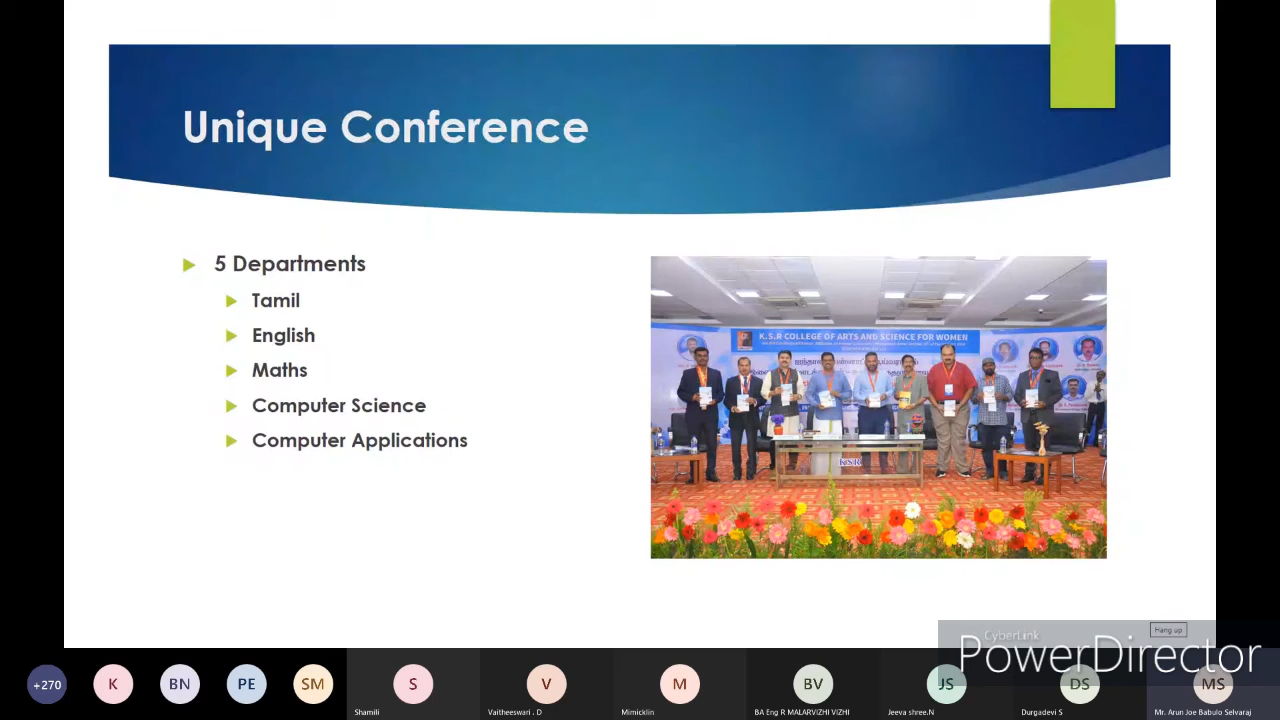 Unique Conference
5 Departments
Tamil
English
Maths
Computer Science
Computer Applications
K.S.R COLLEGE OF ARTS AND SCIENCE FOR WOMEN
K S R
Hang up
CyberLink
PowerDirector
+270
K
BN
PE
SM
S
V
M
BV
JS
DS
MS
Shamili
Vaitheeswari . D
Mimicklin
BA Eng R MALARVIZHI VIZHI
Jeeva shree.N
Durgadevi S
Mr. Arun Joe Babulo Selvaraj